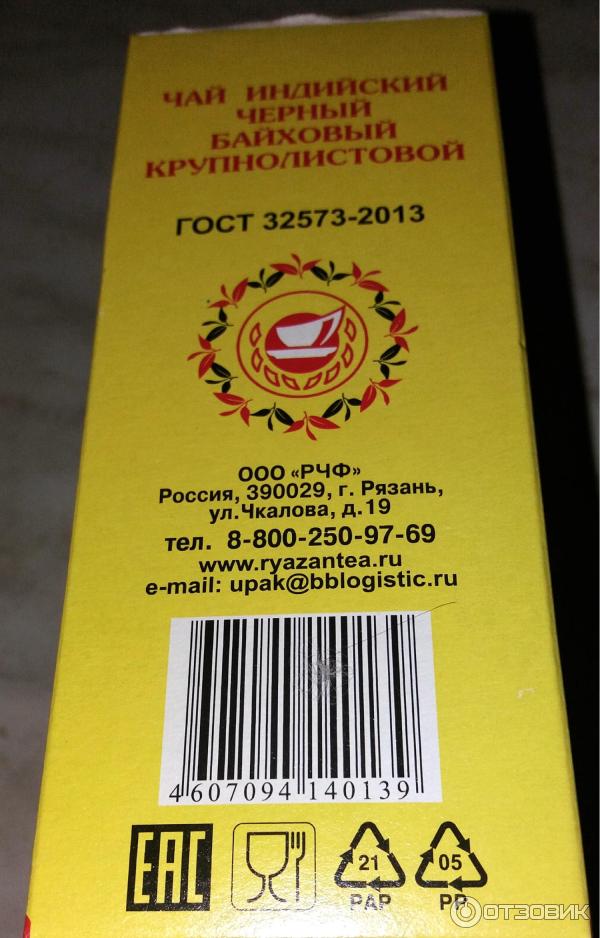 ЧАЙ ИНДИЙСКИЙ
ЧЕРНЫЙ
БАЙХОВЫЙ
КРУПНОЛИСТОВОЙ
ГОСТ 32573-2013
ООО «РЧФ»
Россия, 390029, г. Рязань,
ул.Чкалова, д.19
тел. 8-800-250-97-69
www.ryazantea.ru
e-mail: upak@bblogistic.ru
4 607094 140139
EAC
21 05
PAP PP
ОТЗОВИК